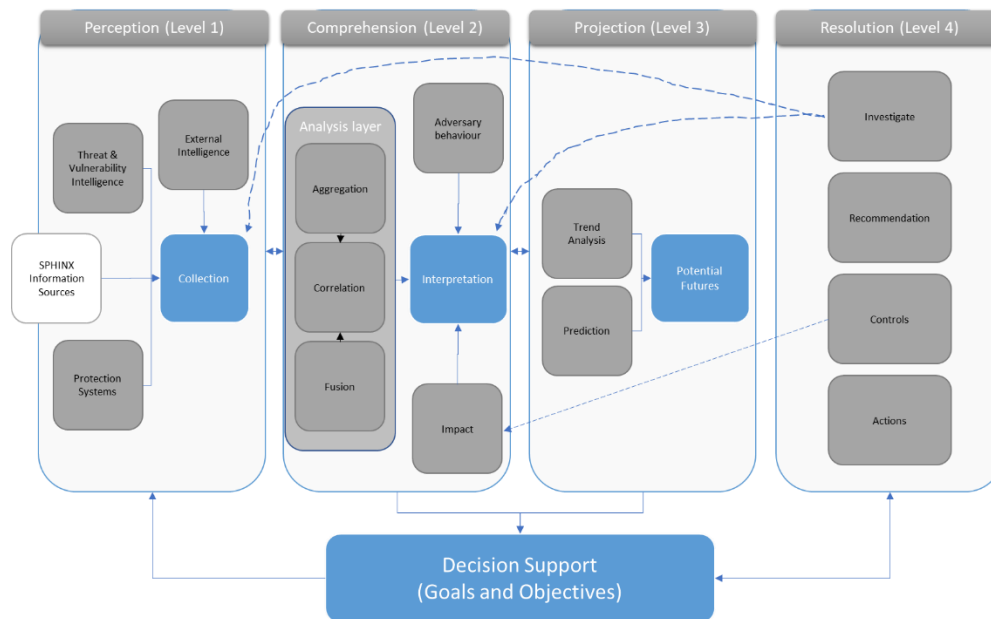 Perception (Level 1)
Comprehension (Level 2)
Projection (Level 3)
Resolution (Level 4)
Threat &
Vulnerability
Intelligence
External
Intelligence
SPHINX
Information
Sources
Collection
Protection
Systems
Analysis layer
Aggregation
Correlation
Fusion
Adversary
behaviour
Interpretation
Impact
Trend
Analysis
Prediction
Potential
Futures
Investigate
Recommendation
Controls
Actions
Decision Support
(Goals and Objectives)